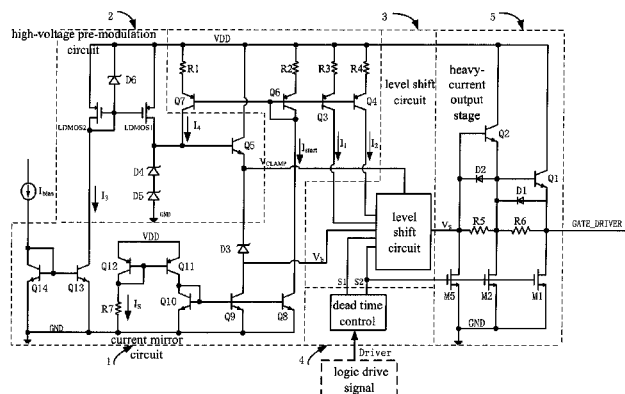 2
3
5
high-voltage pre-modulation
circuit
VDD
D6
R1
R2
R3
R4
level shift
circuit
heavy-
current
output
stage
LDMOS2
LDMOS1
Q7
Q6
Q3
Q4
Q2
I4
Q5
Istart
I1
I2
VCLAMP
D2
Q1
Ibias
I3
D4
D5
GND
D1
level
shift
circuit
VS
R5
R6
GATE_DRIVER
D3
Vb
VDD
Q14
Q13
Q12
Q11
S1
S2
M5
M2
M1
R7
IS
Q10
Q9
Q8
dead time
control
GND
GND
current mirror
circuit
1
4
Driver
logic drive
signal